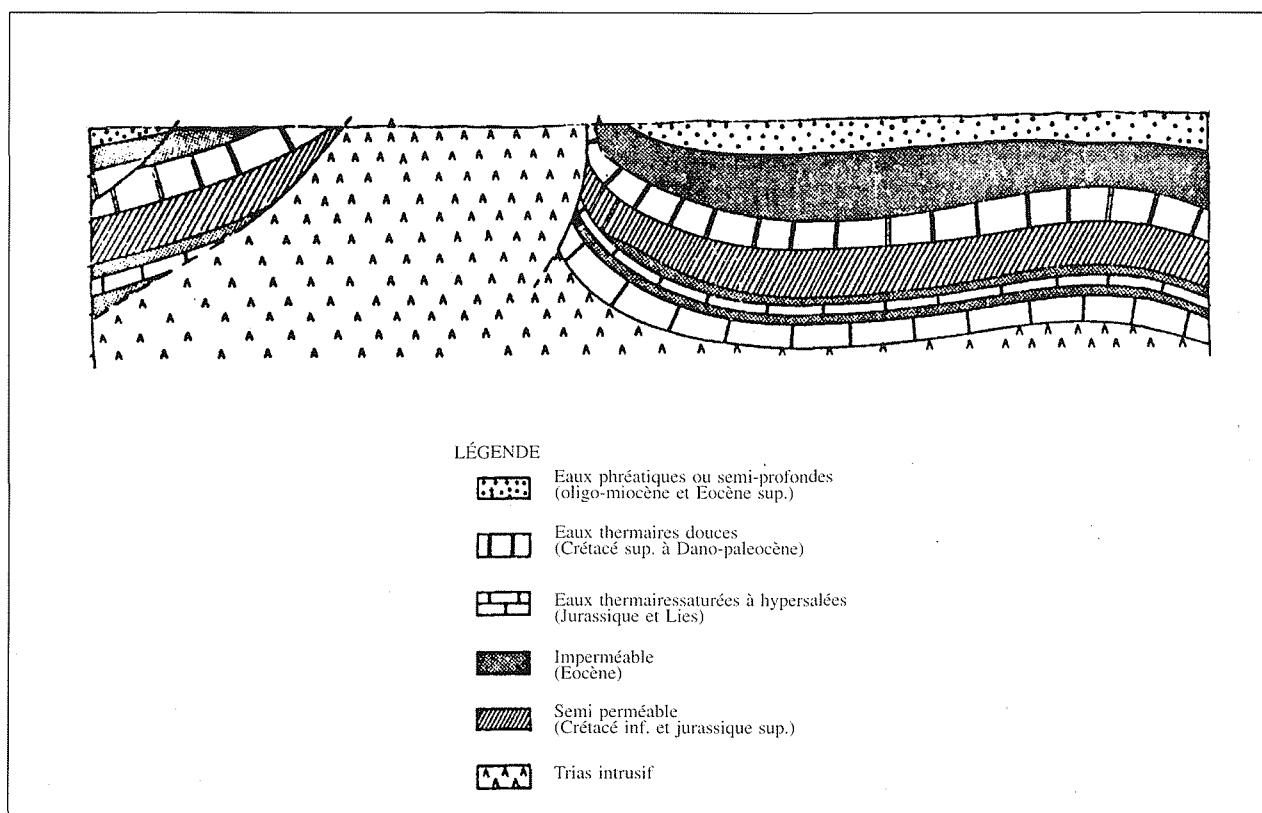 LÉGENDE
Eaux phréatiques ou semi-profondes
(oligo-miocène et Eocène sup.)
Eaux thermaires douces
(Crétacé sup. à Dano-paleocène)
Eaux thermairessaturées à hypersalées
(Jurassique et Lies)
Imperméable
(Eocène)
Semi perméable
(Crétacé inf. et jurassique sup.)
Trias intrusif